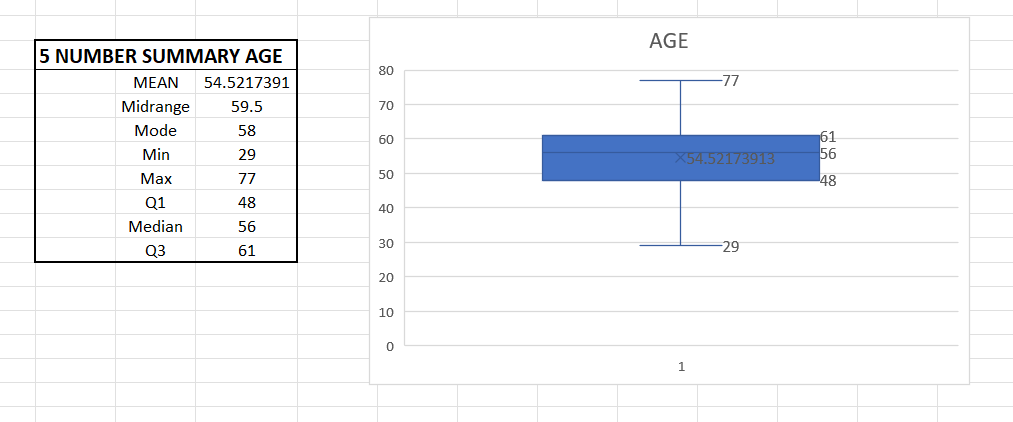 5 NUMBER SUMMARY AGE
MEAN 54.5217391
Midrange 59.5
Mode 58
Min 29
Max 77
Q1 48
Median 56
Q3 61
AGE
80
70
60
50
40
30
20
10
0
77
61
56
54.52173913
48
29
1